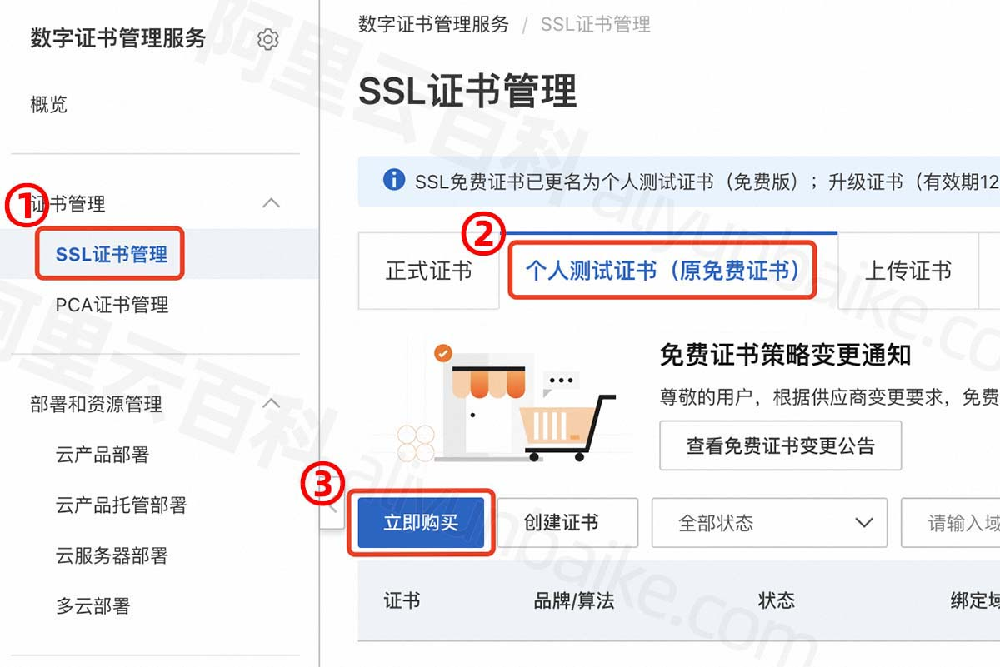 数字证书管理服务
概览
①
证书管理
SSL证书管理
PCA证书管理
部署和资源管理
云产品部署
云产品托管部署
云服务器部署
多云部署
数字证书管理服务 / SSL证书管理
SSL证书管理
SSL免费证书已更名为个人测试证书（免费版）；升级证书（有效期12
②
正式证书 个人测试证书（原免费证书） 上传证书
免费证书策略变更通知
尊敬的用户，根据供应商变更要求，免费
查看免费证书变更公告
③
立即购买 创建证书 全部状态 请输入域
证书 品牌/算法 状态 绑定域
阿里云百科 aliyunbaike.com
阿里云百科 aliyunbaike.com